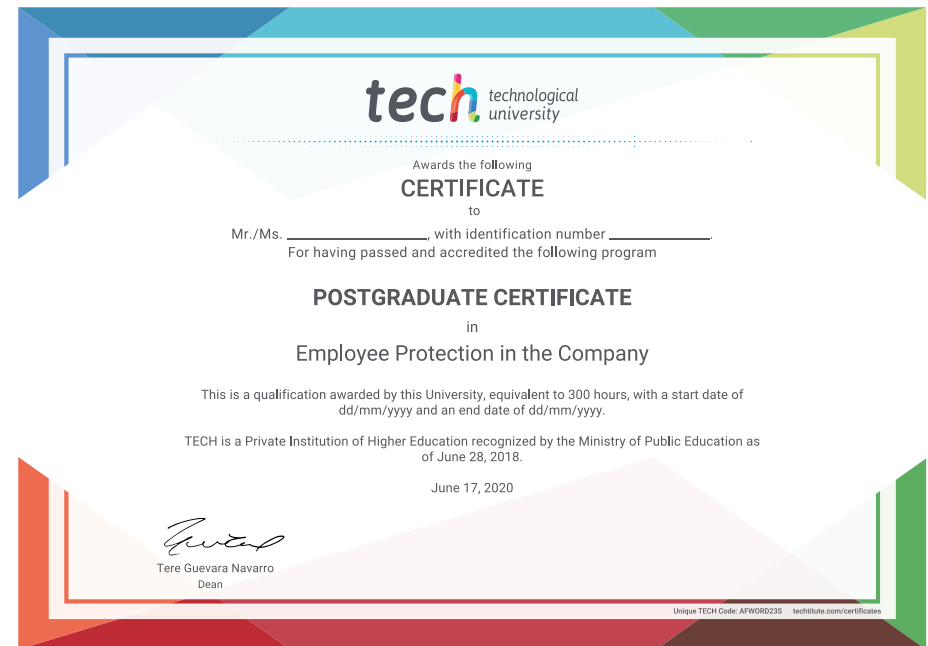 tech technological
university
Awards the following
CERTIFICATE
to
Mr./Ms. ____________________, with identification number ______________.
For having passed and accredited the following program
POSTGRADUATE CERTIFICATE
in
Employee Protection in the Company
This is a qualification awarded by this University, equivalent to 300 hours, with a start date of
dd/mm/yyyy and an end date of dd/mm/yyyy.
TECH is a Private Institution of Higher Education recognized by the Ministry of Public Education as
of June 28, 2018.
June 17, 2020
Tere Guevara Navarro
Dean
Unique TECH Code: AFWORD23S techtitute.com/certificates